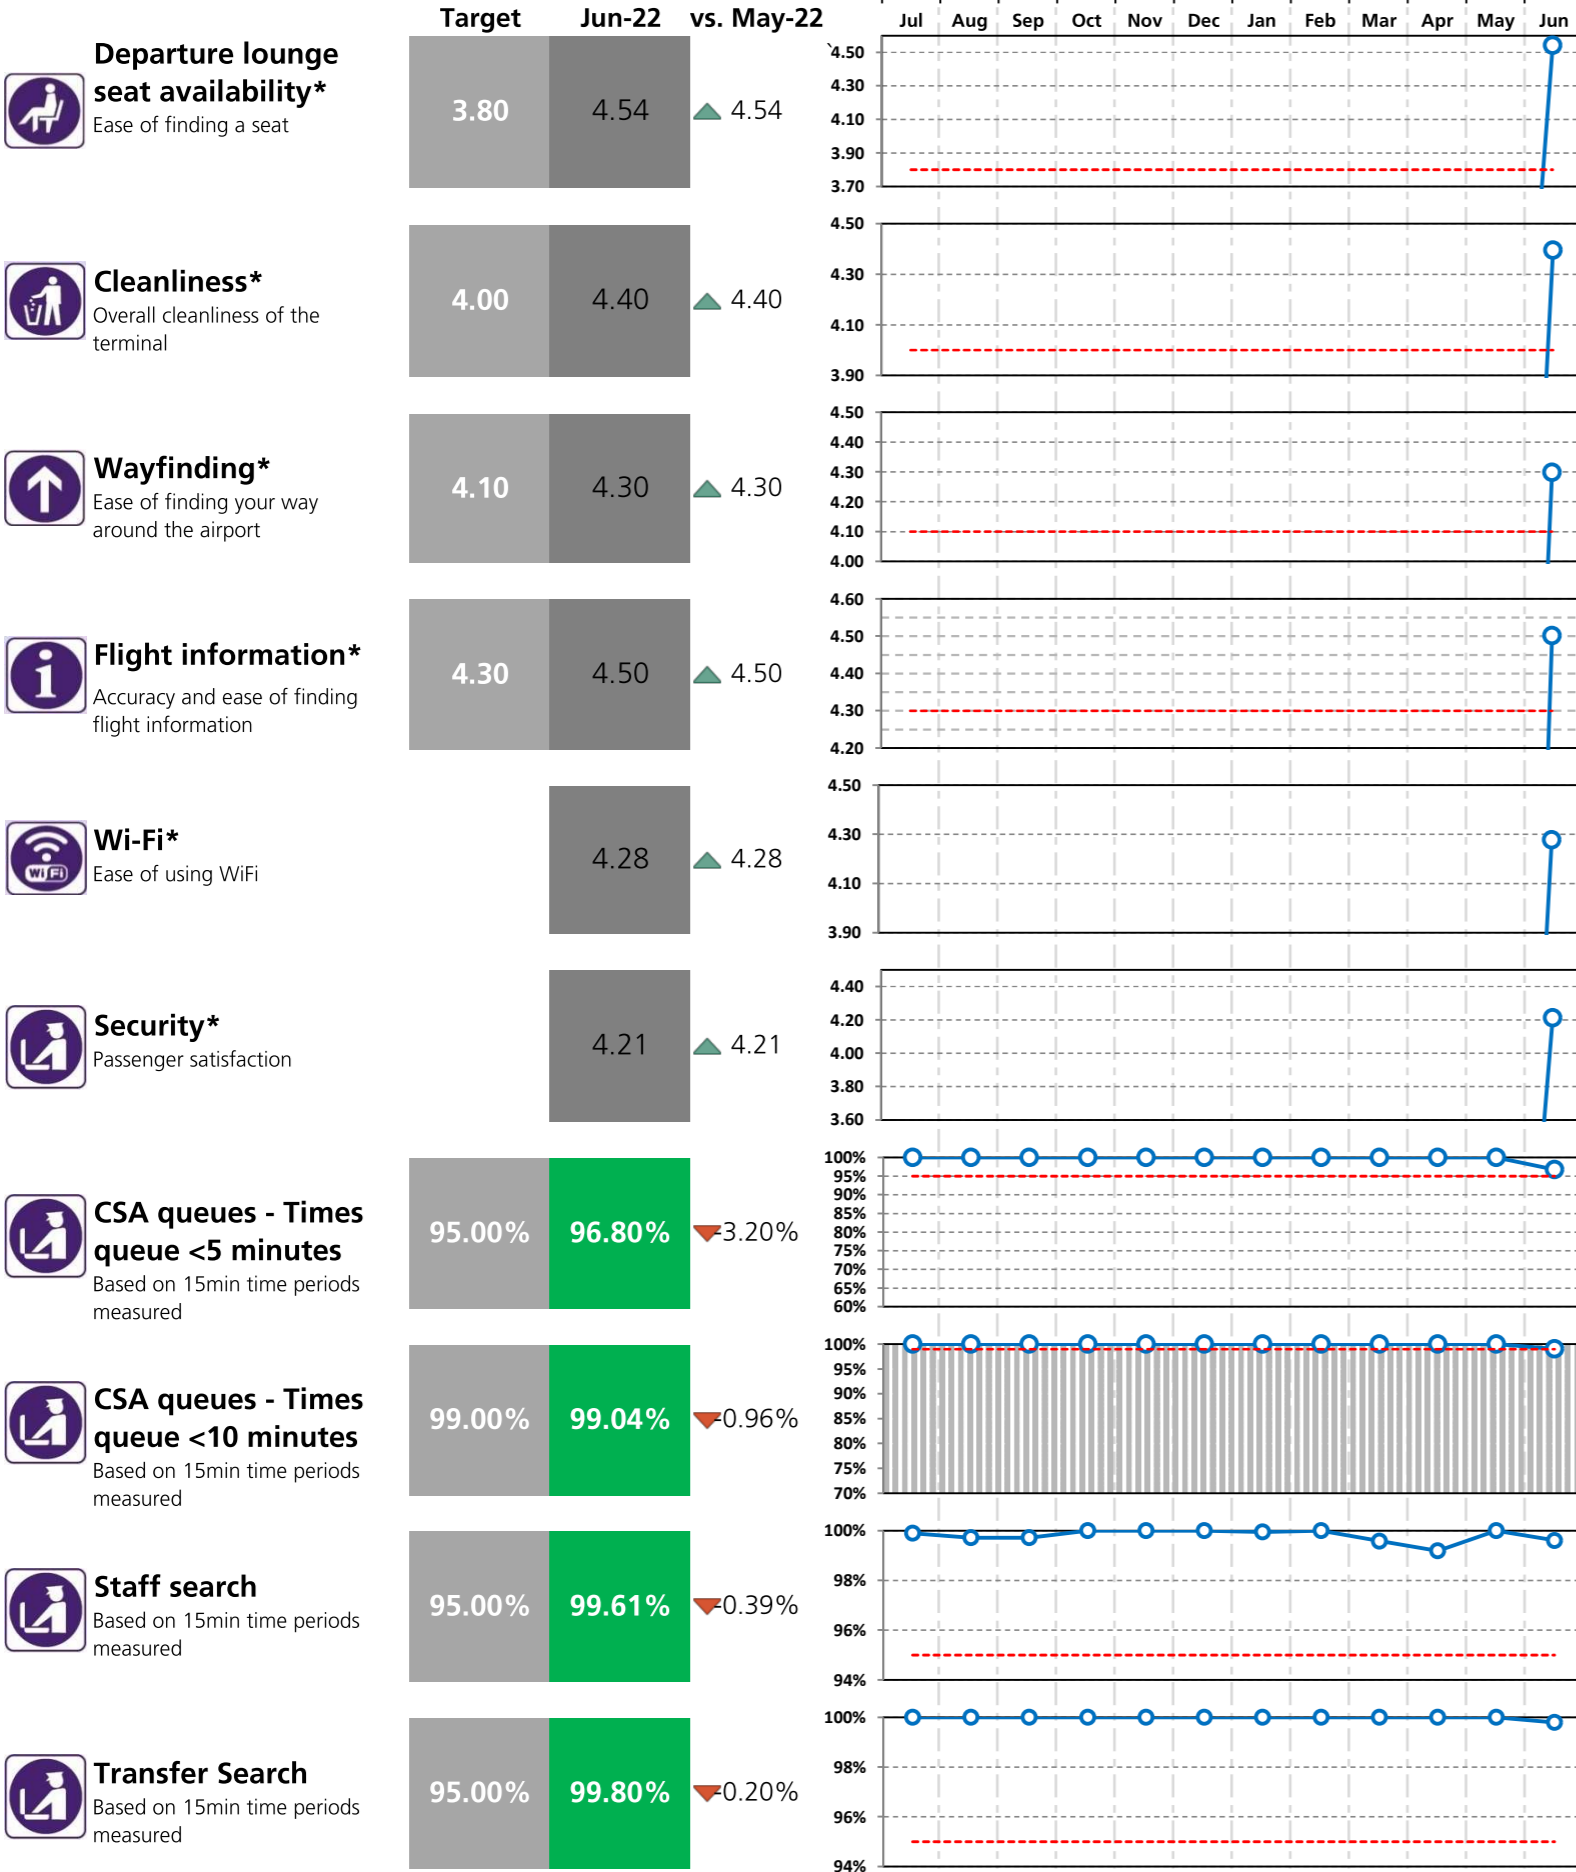 Target Jun-22 vs. May-22 Jul Aug Sep Oct Nov Dec Jan Feb Mar Apr May Jun
Departure lounge
seat availability*
Ease of finding a seat
3.80 4.54 4.54
`4.50
4.30
4.10
3.90
3.70
Cleanliness*
Overall cleanliness of the
terminal
4.00 4.40 4.40
4.50
4.30
4.10
3.90
Wayfinding*
Ease of finding your way
around the airport
4.10 4.30 4.30
4.50
4.40
4.30
4.20
4.10
4.00
Flight information*
Accuracy and ease of finding
flight information
4.30 4.50 4.50
4.60
4.50
4.40
4.30
4.20
WiFi
Wi-Fi*
Ease of using WiFi
4.28 4.28
4.50
4.30
4.10
3.90
Security*
Passenger satisfaction
4.21 4.21
4.40
4.20
4.00
3.80
3.60
CSA queues - Times
queue <5 minutes
Based on 15min time periods
measured
95.00% 96.80% -3.20%
100%
95%
90%
85%
80%
75%
70%
65%
60%
CSA queues - Times
queue <10 minutes
Based on 15min time periods
measured
99.00% 99.04% -0.96%
100%
95%
90%
85%
80%
75%
70%
Staff search
Based on 15min time periods
measured
95.00% 99.61% -0.39%
100%
98%
96%
94%
Transfer Search
Based on 15min time periods
measured
95.00% 99.80% -0.20%
100%
98%
96%
94%